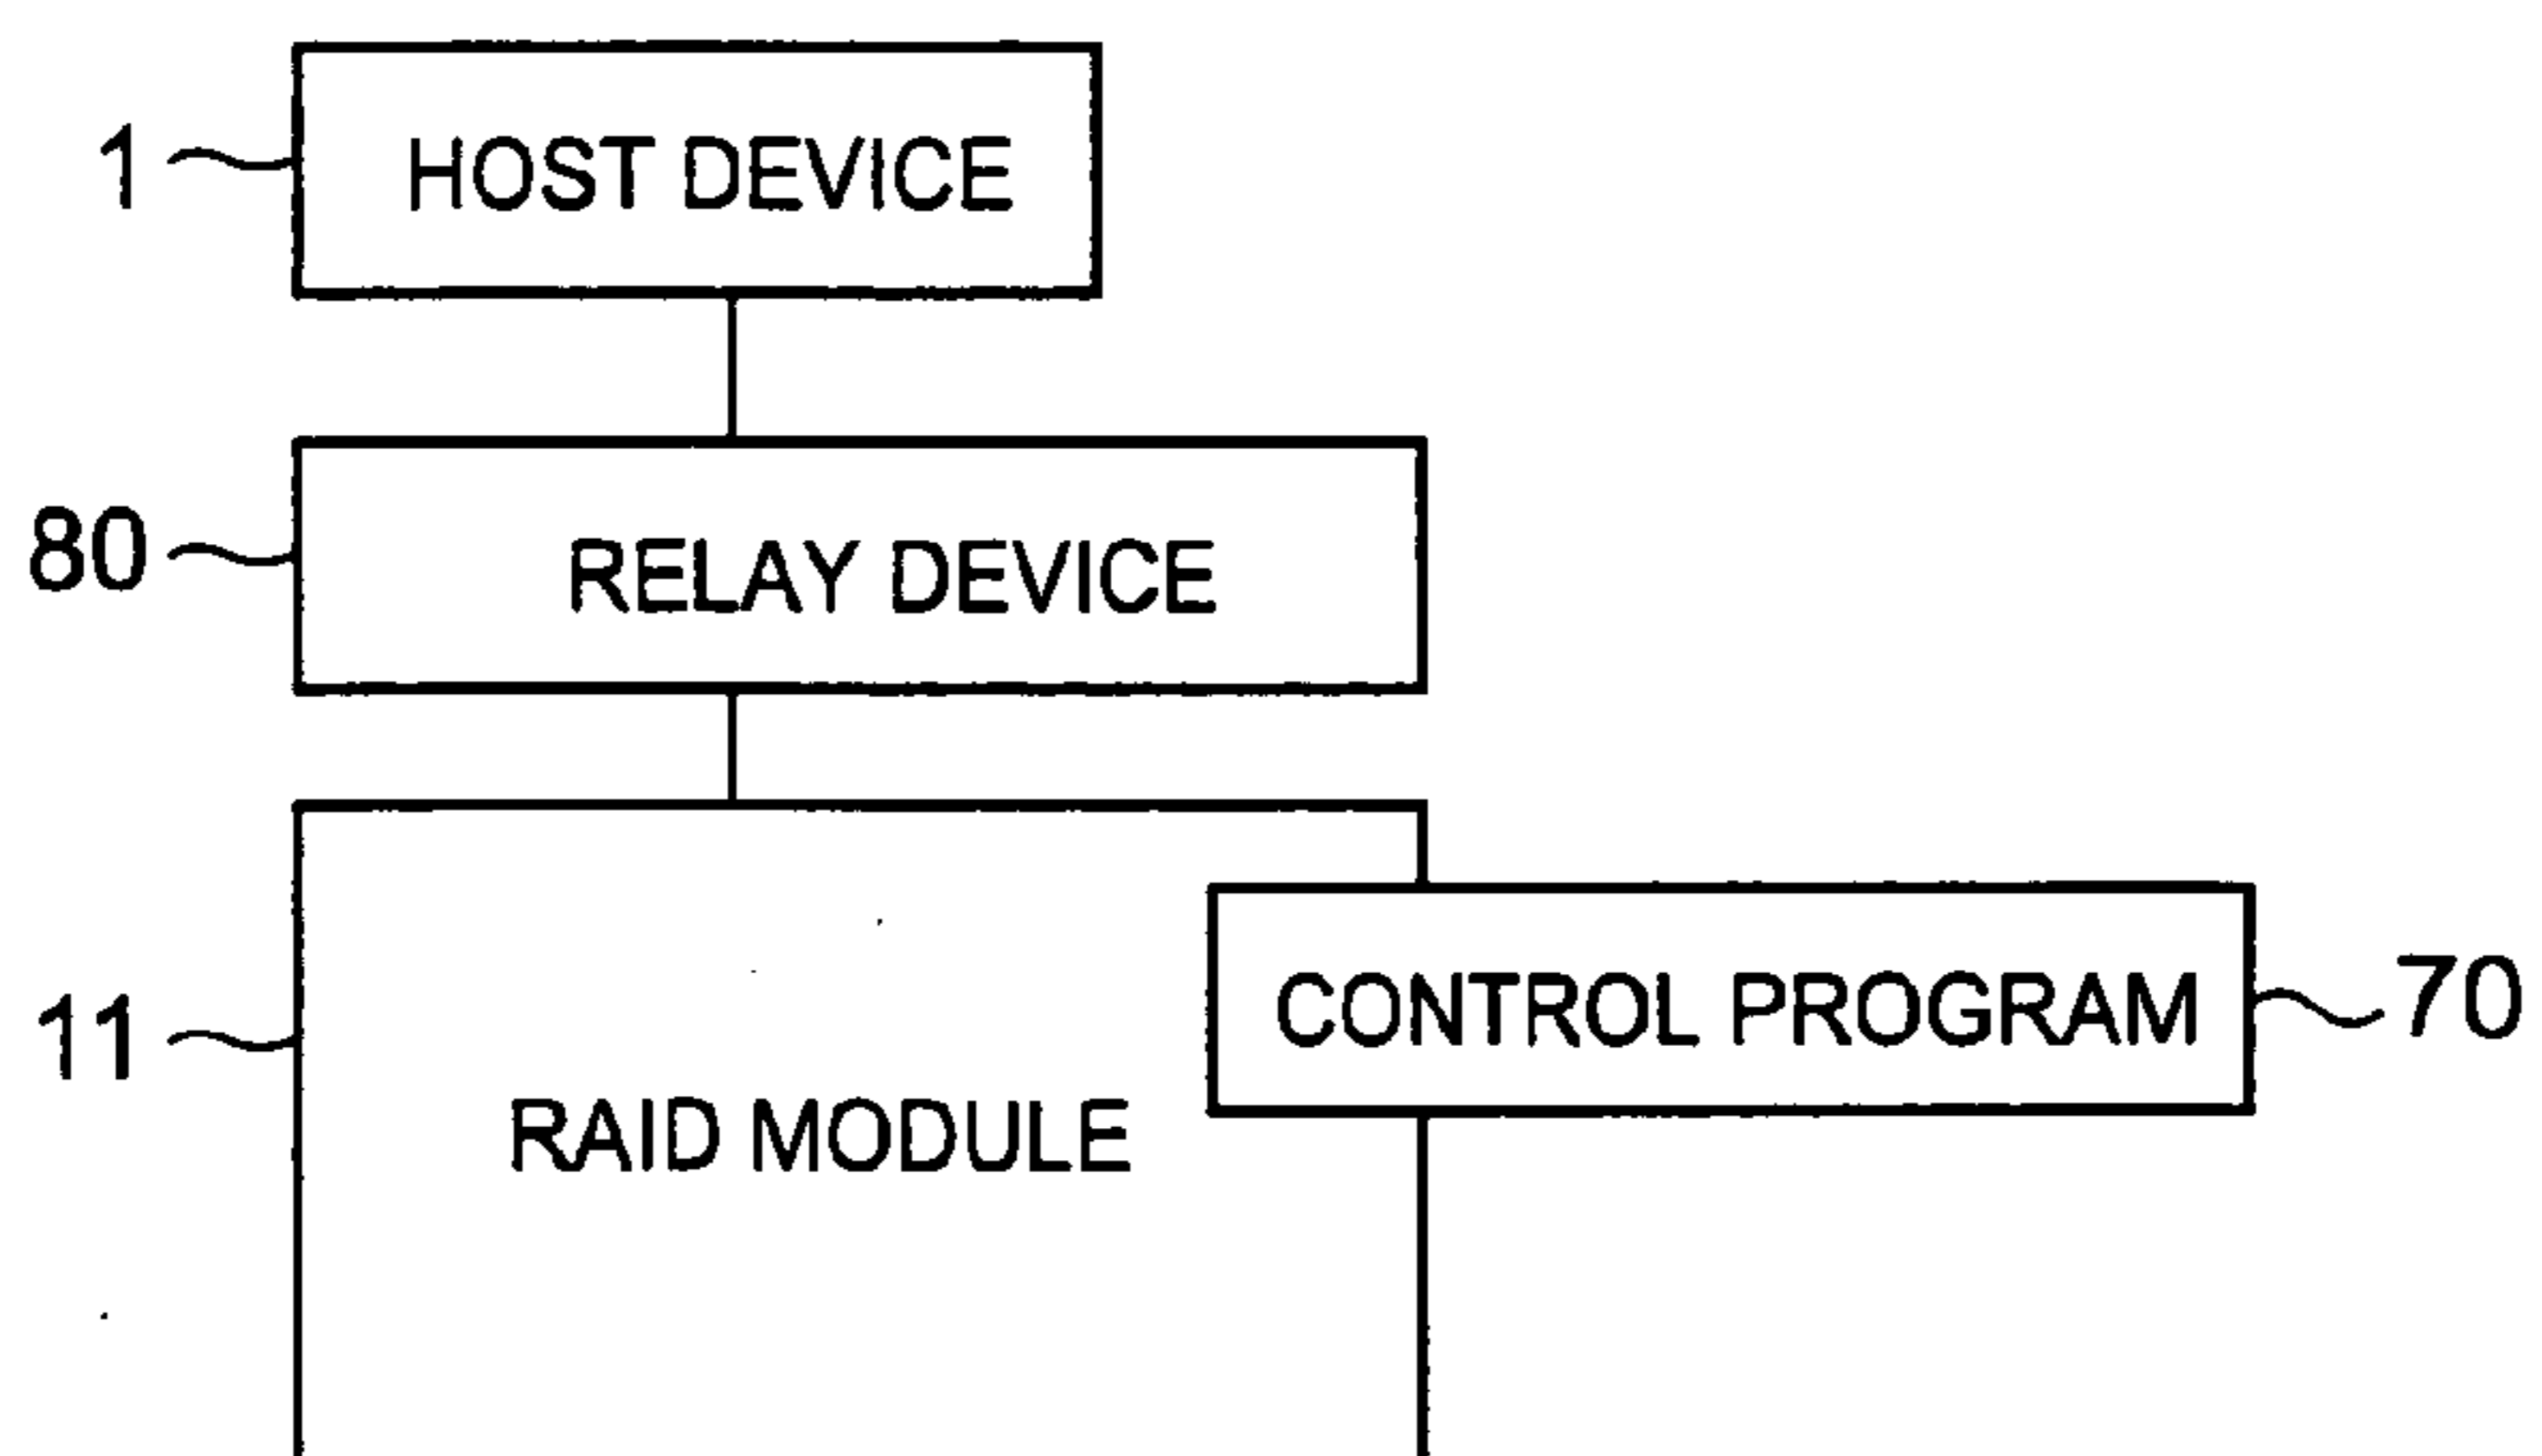 1 HOST DEVICE
80 RELAY DEVICE
CONTROL PROGRAM 70
11
RAID MODULE